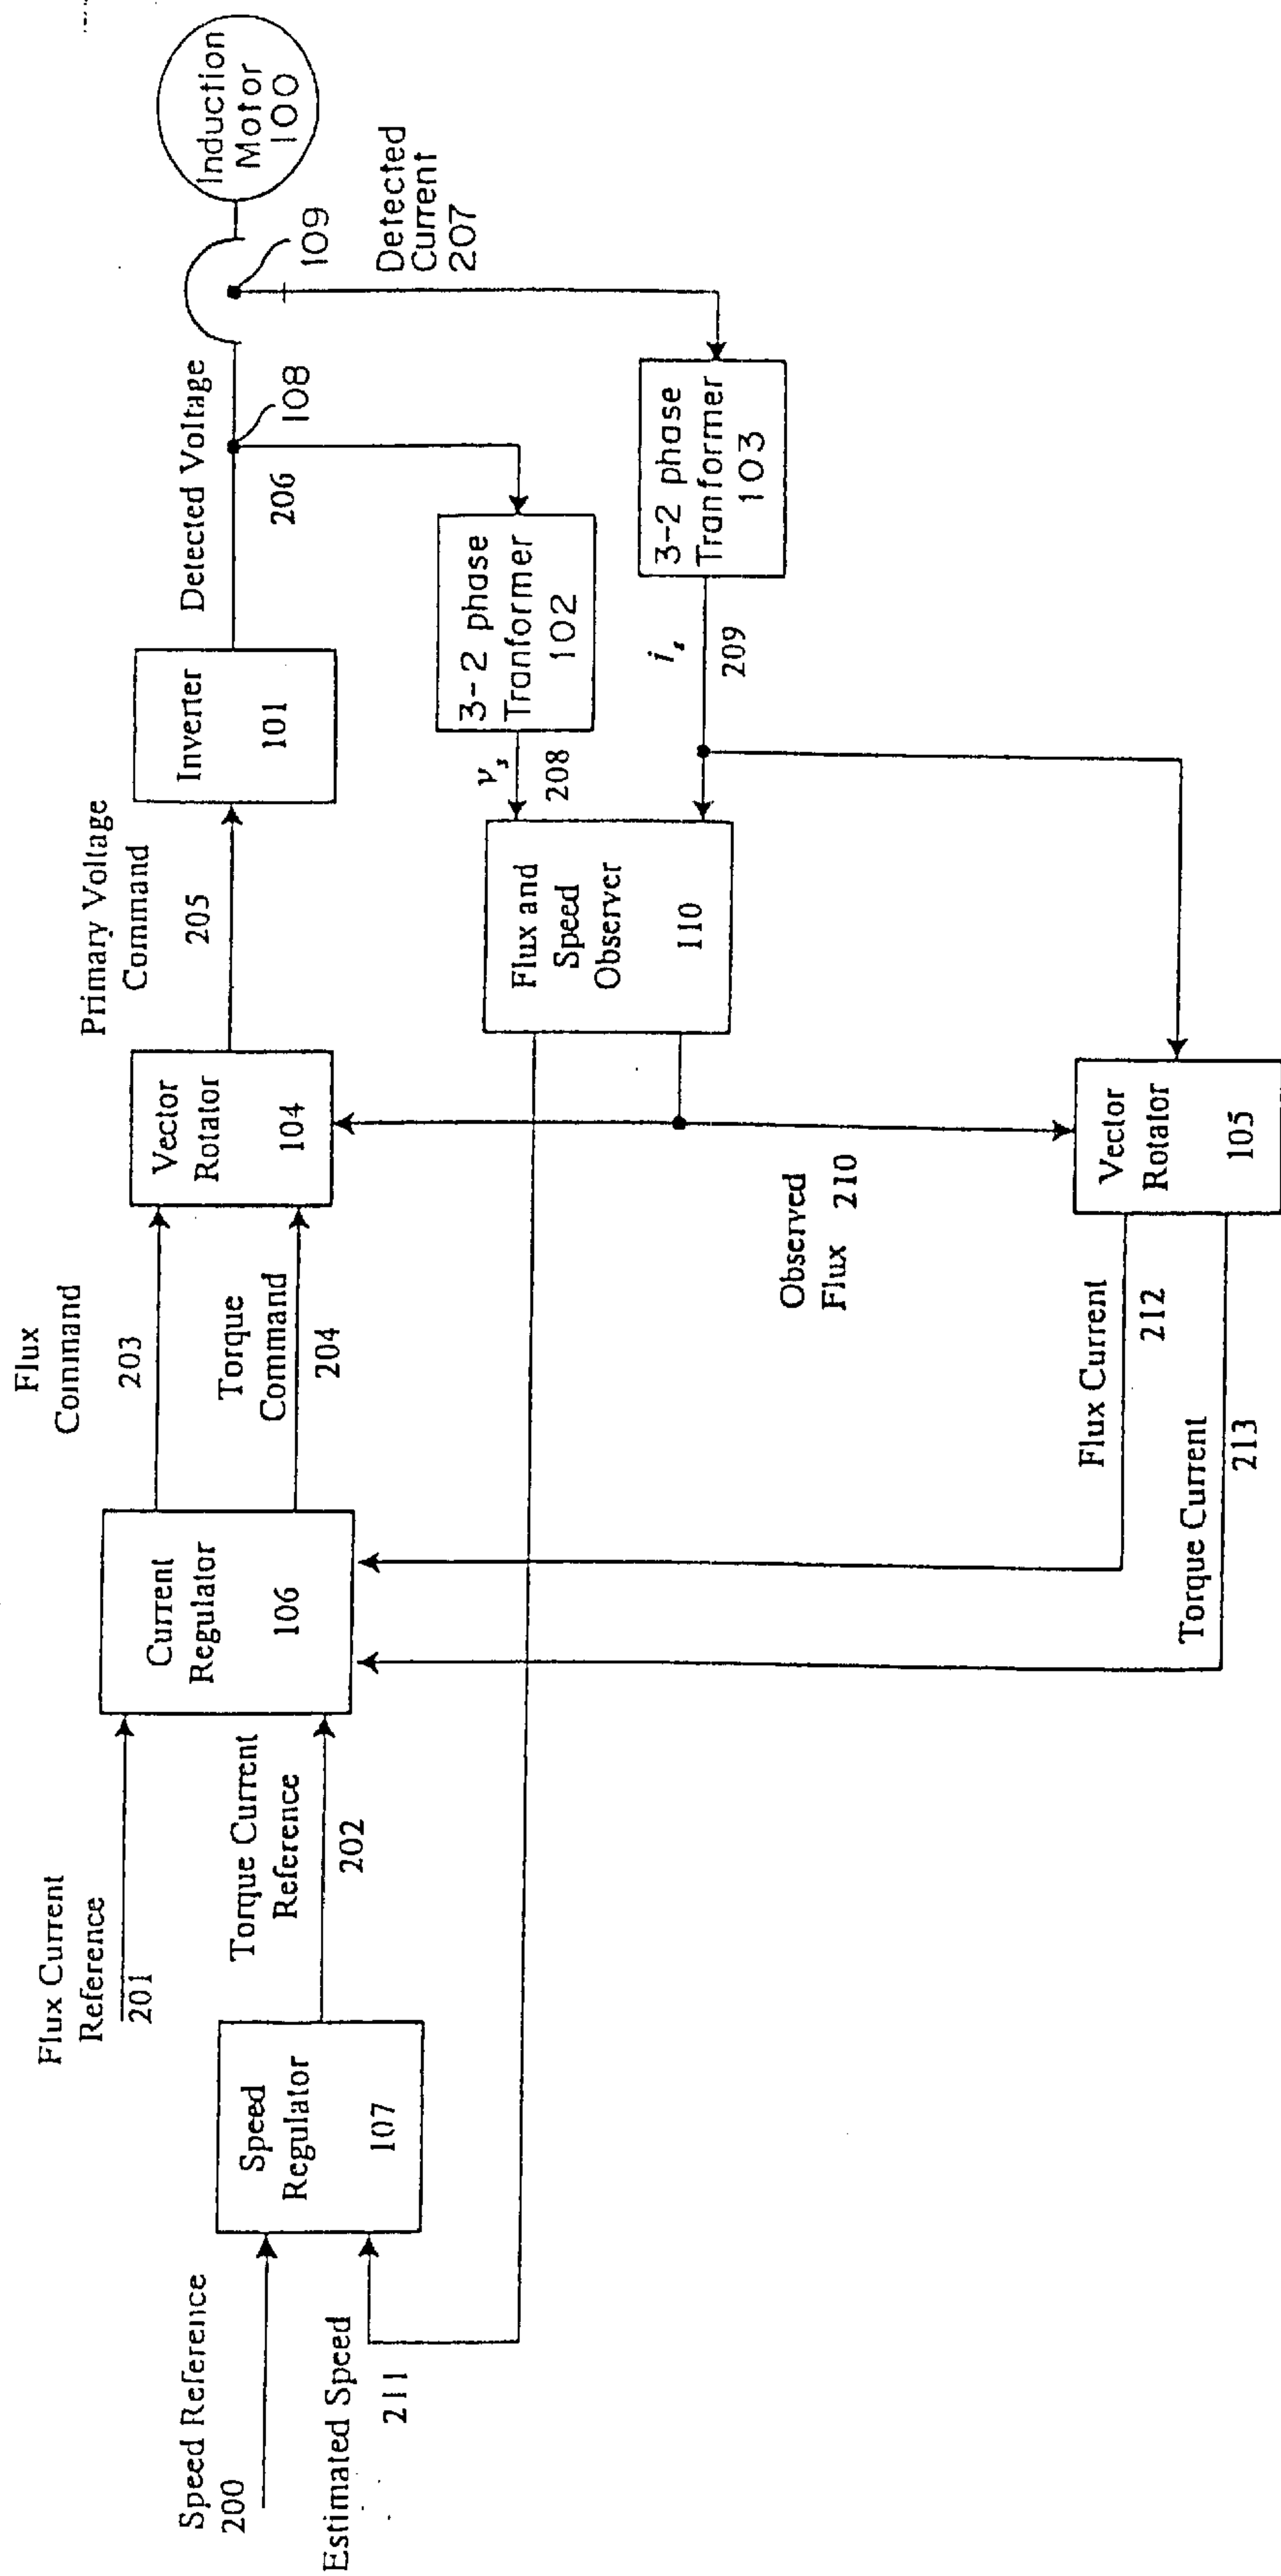 Speed Reference
200
Estimated Speed
211
Speed
Regulator
107
Flux Current
Reference
201
Torque Current
Reference
202
Current
Regulator
106
Flux
Command
203
Torque
Command
204
Vector
Rotator
104
Primary Voltage
Command
205
Inverter
101
Detected Voltage
206
108
109
Induction
Motor
100
Detected
Current
207
3-2 phase
Tranformer
102
3-2 phase
Tranformer
103
νs
208
is
209
Flux and
Speed
Observer
110
Observed
Flux 210
Vector
Rotator
105
Flux Current
212
Torque Current
213